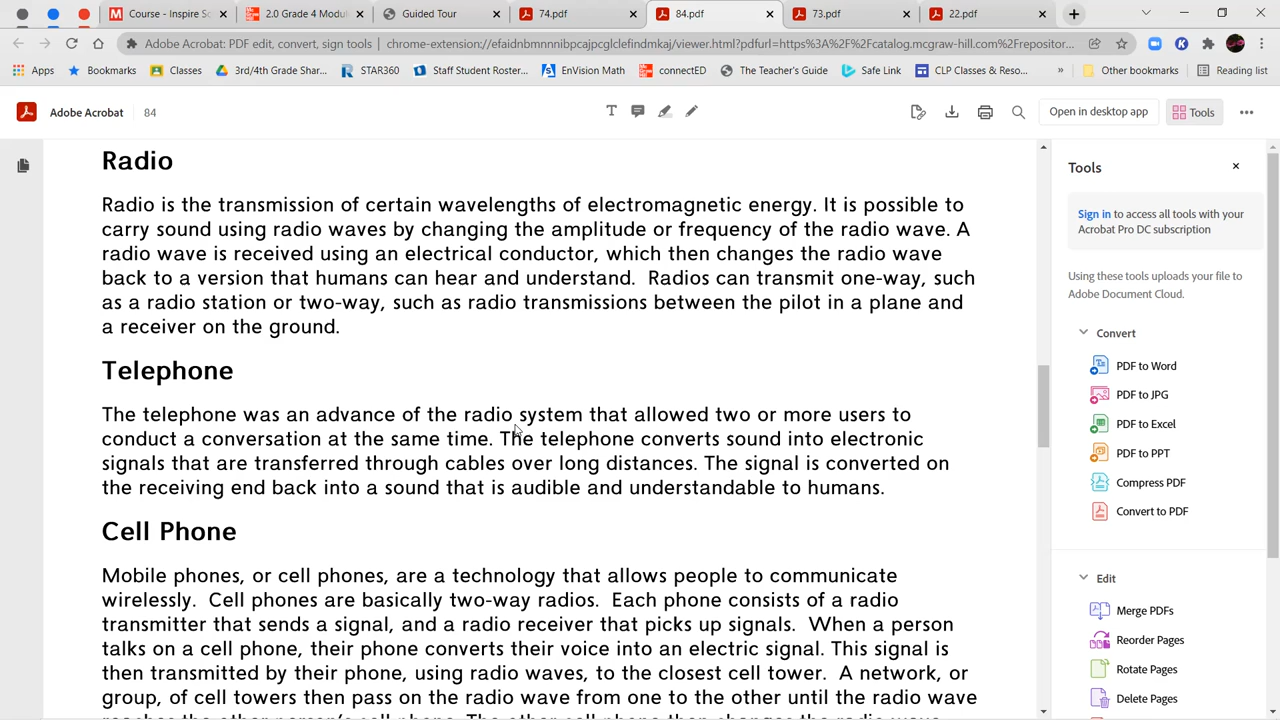 Course - Inspire Sc
2.0 Grade 4 Modul
Guided Tour
74.pdf
84.pdf
73.pdf
22.pdf
Adobe Acrobat: PDF edit, convert, sign tools | chrome-extension://efaidnbmnnnibpcajpcglclefindmkaj/viewer.html?pdfurl=https%3A%2F%2Fcatalog.mcgraw-hill.com%2Frepositor...
Apps
Bookmarks
Classes
3rd/4th Grade Shar...
STAR360
Staff Student Roster...
EnVision Math
connectED
The Teacher's Guide
Safe Link
CLP Classes & Reso...
»
Other bookmarks
Reading list
Adobe Acrobat
84
Open in desktop app
Tools
Radio
Radio is the transmission of certain wavelengths of electromagnetic energy. It is possible to
carry sound using radio waves by changing the amplitude or frequency of the radio wave. A
radio wave is received using an electrical conductor, which then changes the radio wave
back to a version that humans can hear and understand.  Radios can transmit one-way, such
as a radio station or two-way, such as radio transmissions between the pilot in a plane and
a receiver on the ground.
Telephone
The telephone was an advance of the radio system that allowed two or more users to
conduct a conversation at the same time. The telephone converts sound into electronic
signals that are transferred through cables over long distances. The signal is converted on
the receiving end back into a sound that is audible and understandable to humans.
Cell Phone
Mobile phones, or cell phones, are a technology that allows people to communicate
wirelessly.  Cell phones are basically two-way radios.  Each phone consists of a radio
transmitter that sends a signal, and a radio receiver that picks up signals.  When a person
talks on a cell phone, their phone converts their voice into an electric signal. This signal is
then transmitted by their phone, using radio waves, to the closest cell tower.  A network, or
group, of cell towers then pass on the radio wave from one to the other until the radio wave
reaches the other person's cell phone. The other cell phone then changes the radio wave
Tools
Sign in to access all tools with your
Acrobat Pro DC subscription
Using these tools uploads your file to
Adobe Document Cloud.
Convert
PDF to Word
PDF to JPG
PDF to Excel
PDF to PPT
Compress PDF
Convert to PDF
Edit
Merge PDFs
Reorder Pages
Rotate Pages
Delete Pages